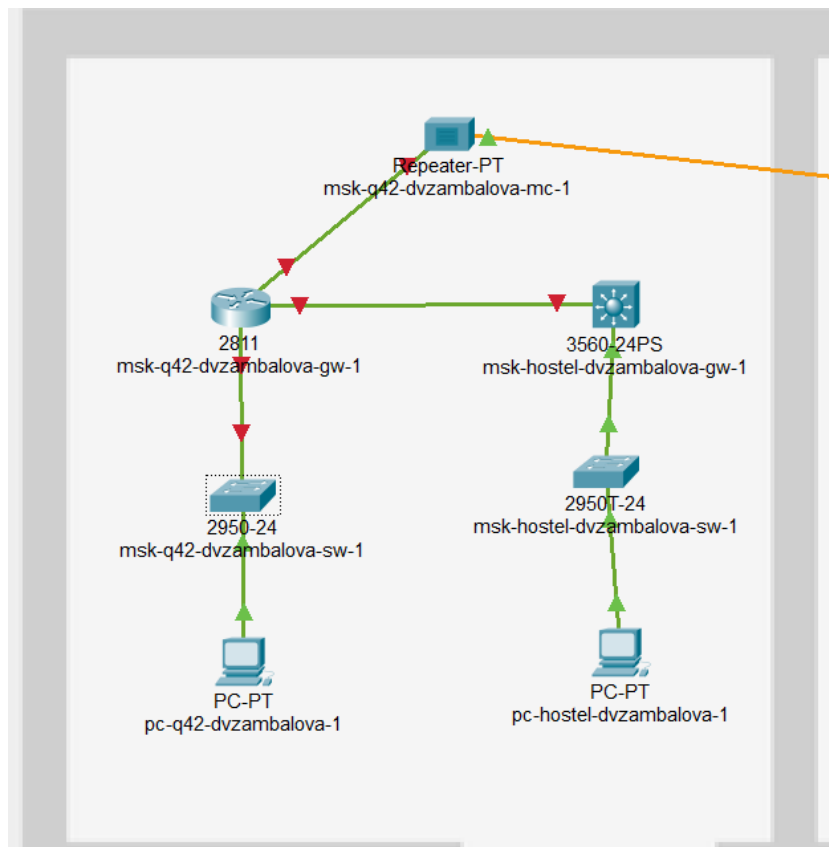 Repeater-PT
msk-q42-dvzambalova-mc-1
2811
msk-q42-dvzambalova-gw-1
3560-24PS
msk-hostel-dvzambalova-gw-1
2950-24
msk-q42-dvzambalova-sw-1
2950T-24
msk-hostel-dvzambalova-sw-1
PC-PT
pc-q42-dvzambalova-1
PC-PT
pc-hostel-dvzambalova-1